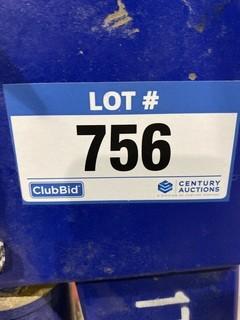 LOT #
756
ClubBid
CENTURY
AUCTIONS